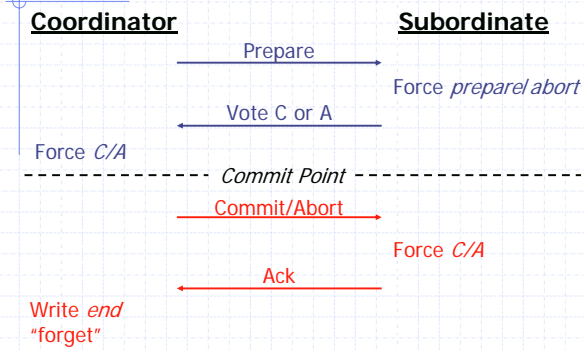 Coordinator Subordinate
Prepare
Force prepare/abort
Vote C or A
Force C/A
Commit Point
Commit/Abort
Force C/A
Ack
Write end
“forget”